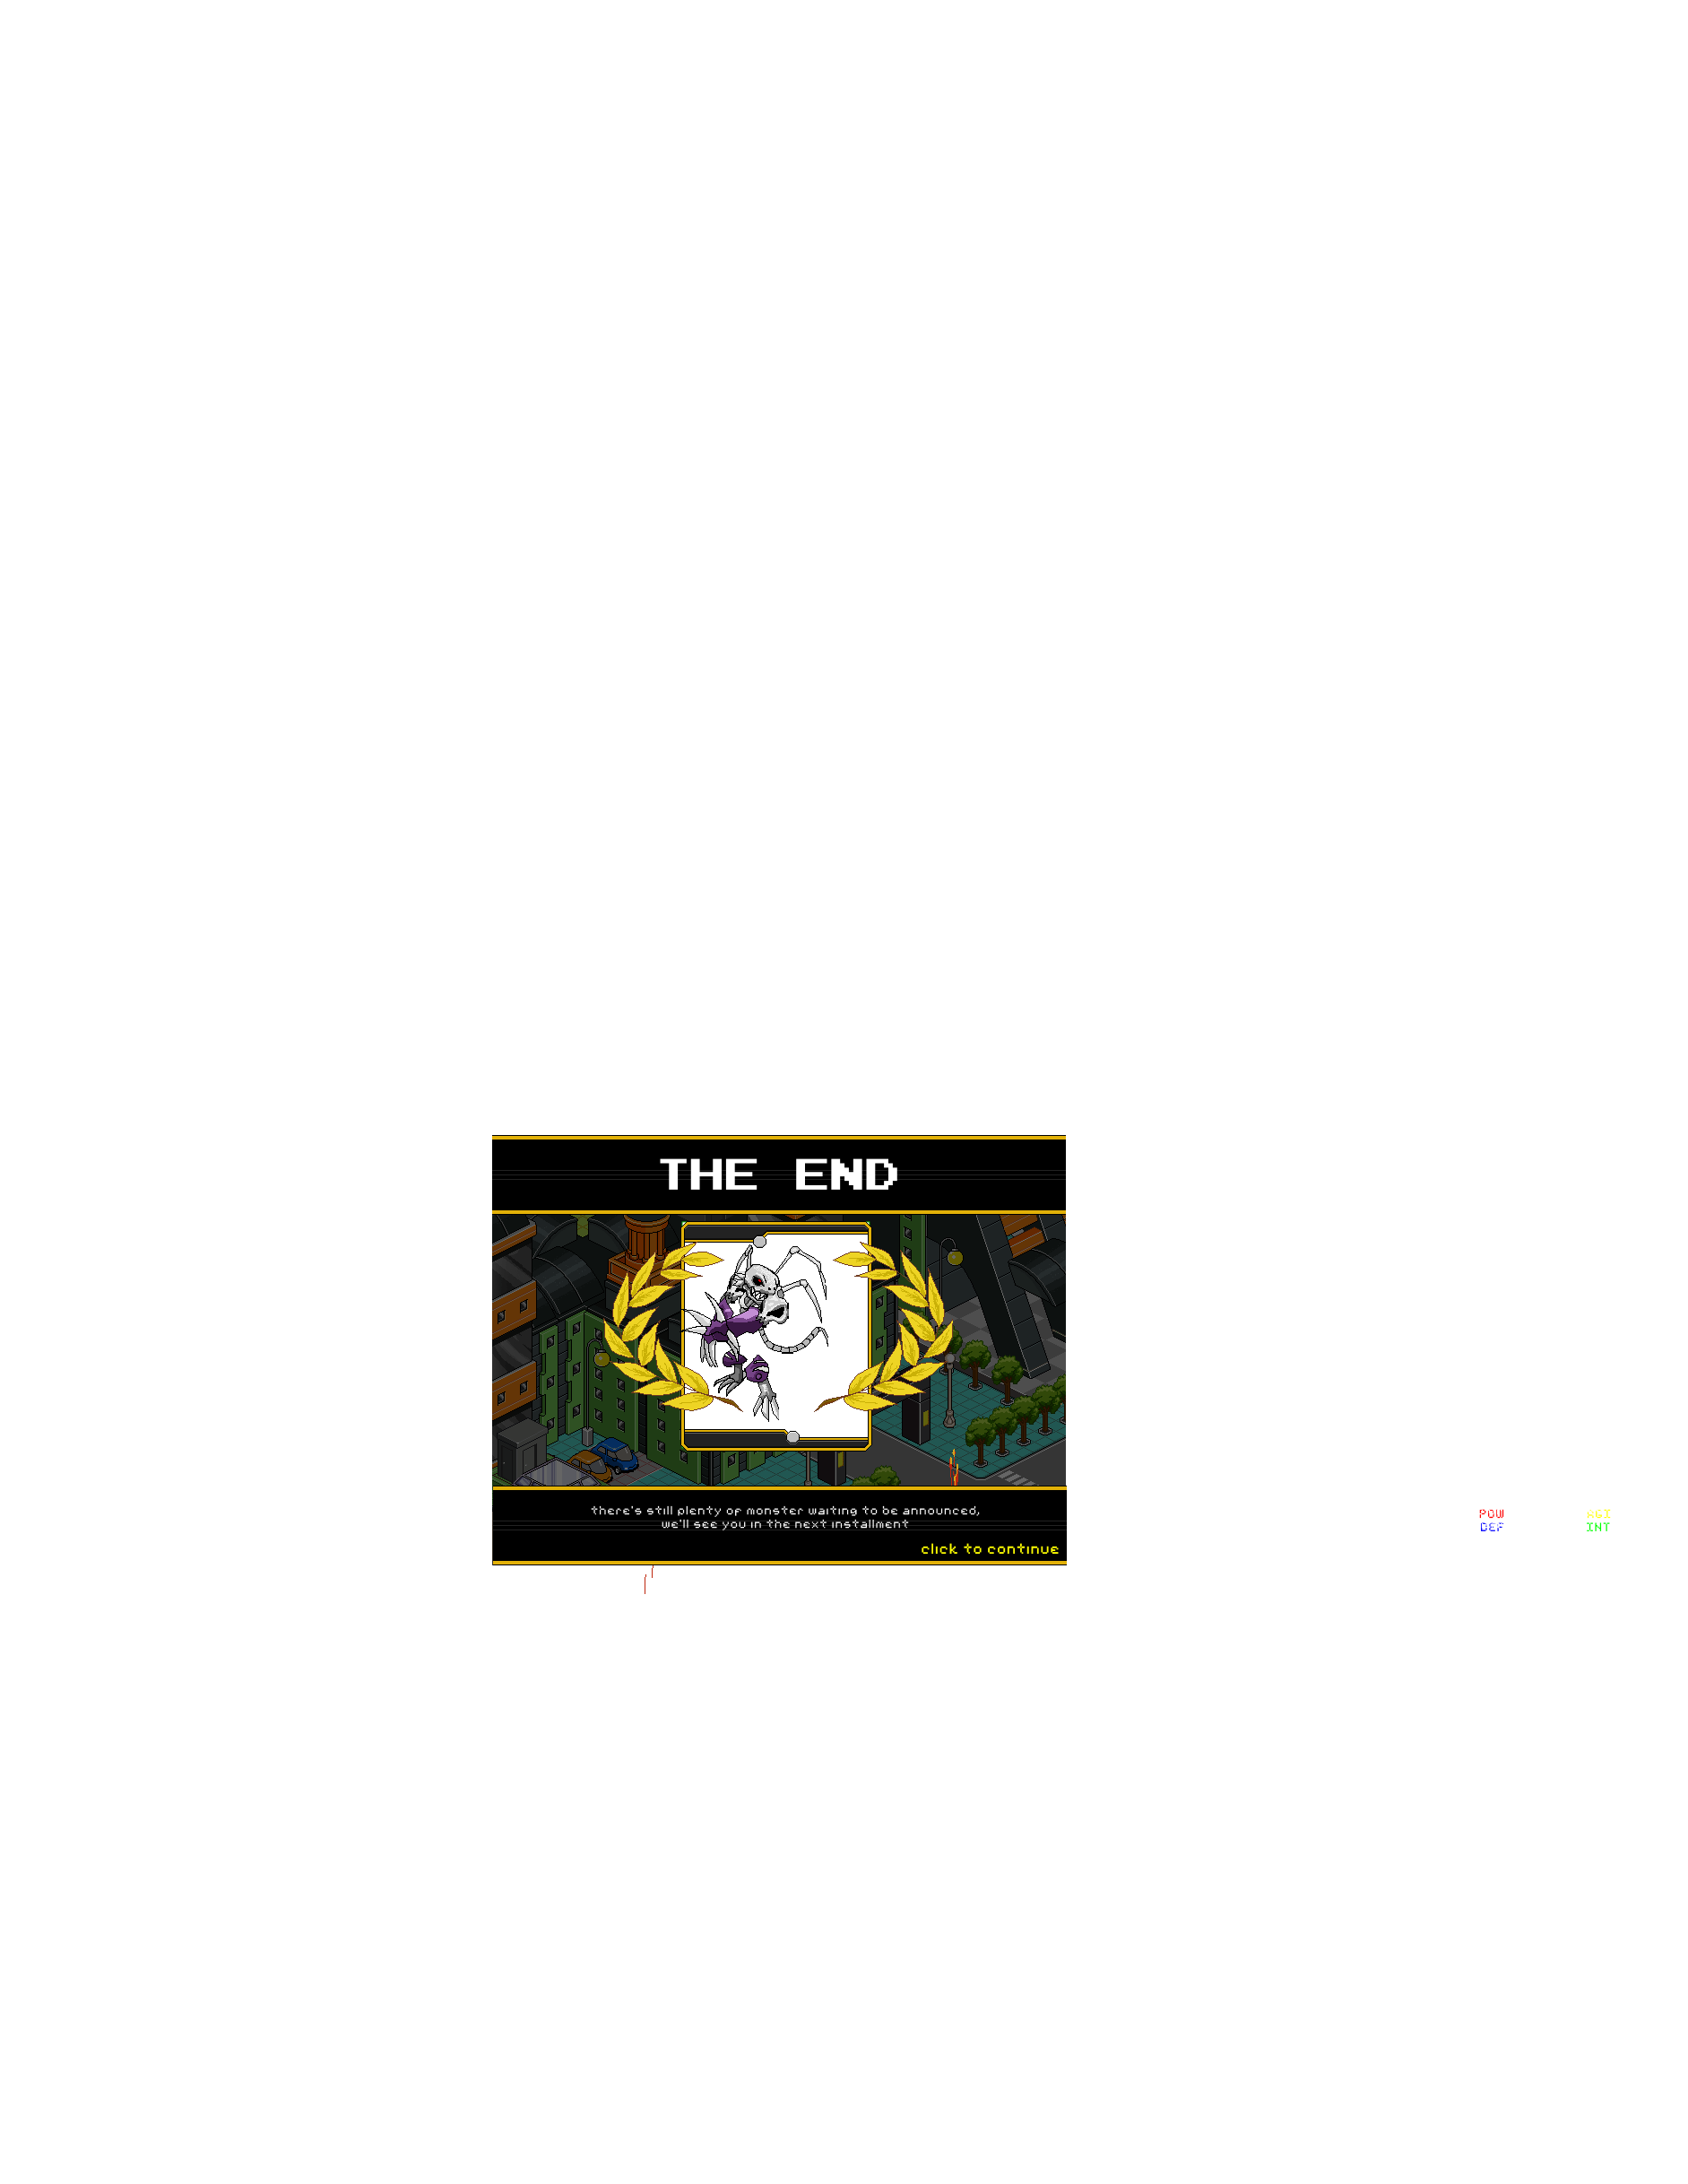 THE END
there's still plenty of monster waiting to be announced,
we'll see you in the next installment
click to continue
POW AGI
DEF INT